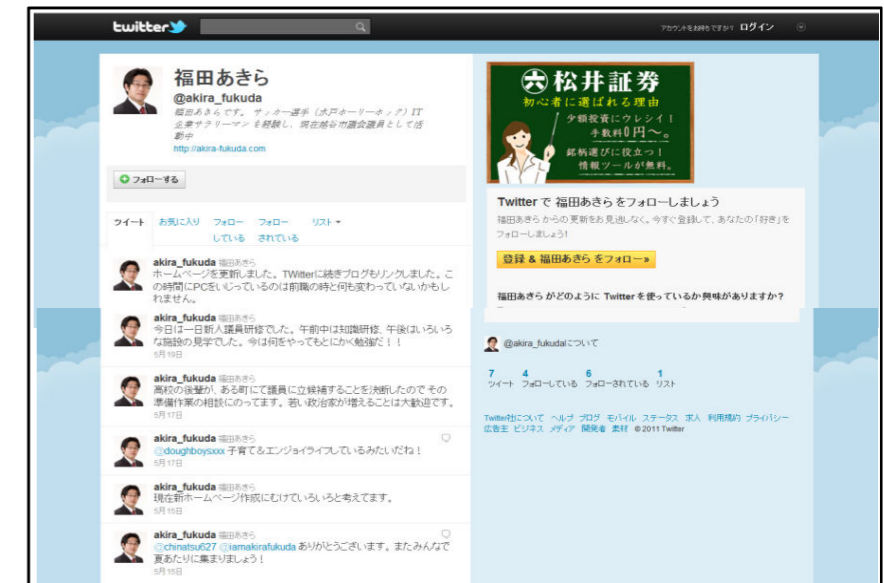 twitter
アカウントをお持ちですか? ログイン
福田あきら
@akira_fukuda
福田あきらです。 サッカー選手（水戸ホーリーホック）IT
企業サラリーマン を経験し、現在越谷市議会議員として活
動中
http://akira-fukuda.com
フォローする
ツイート お気に入り フォロー フォロー リスト
している されている
akira_fukuda 福田あきら
ホームページを更新しました。TWitterに続きブログもリンクしました。こ
の時間にPCをいじっているのは前職の時と何も変わっていないかもし
れません。
akira_fukuda 福田あきら
今日は一日新人議員研修でした。午前中は知識研修、午後はいろいろ
な施設の見学でした。今は何をやってもとにかく勉強だ！！
5月19日
akira_fukuda 福田あきら
高校の後輩が、ある町にて議員に立候補することを決断したので その
準備作業の相談にのってます。若い政治家が増えることは大歓迎です。
5月17日
akira_fukuda 福田あきら
@doughboysxxx 子育て&エンジョイライフしているみたいだね！
5月17日
akira_fukuda 福田あきら
現在新ホームページ作成にむけていろいろと考えてます。
5月15日
akira_fukuda 福田あきら
@chinatsu627 @iamakirafukuda ありがとうございます。またみんなで
夏あたりに集まりましょう！
5月15日
六 松井証券
初心者に選ばれる理由
少額投資にウレシイ！
手数料0円～。
銘柄選びに役立つ！
情報ツールが無料。
Twitter で 福田あきら をフォローしましょう
福田あきら からの更新をお見逃しなく。今すぐ登録して、あなたの「好き」を
フォローしましょう!
登録 & 福田あきら をフォロー»
福田あきら がどのように Twitter を使っているか興味がありますか？
@akira_fukudaについて
7 4 6 1
ツイート フォローしている フォローされている リスト
Twitter社について ヘルプ ブログ モバイル ステータス 求人 利用規約 プライバシー
広告主 ビジネス メディア 開発者 素材 © 2011 Twitter